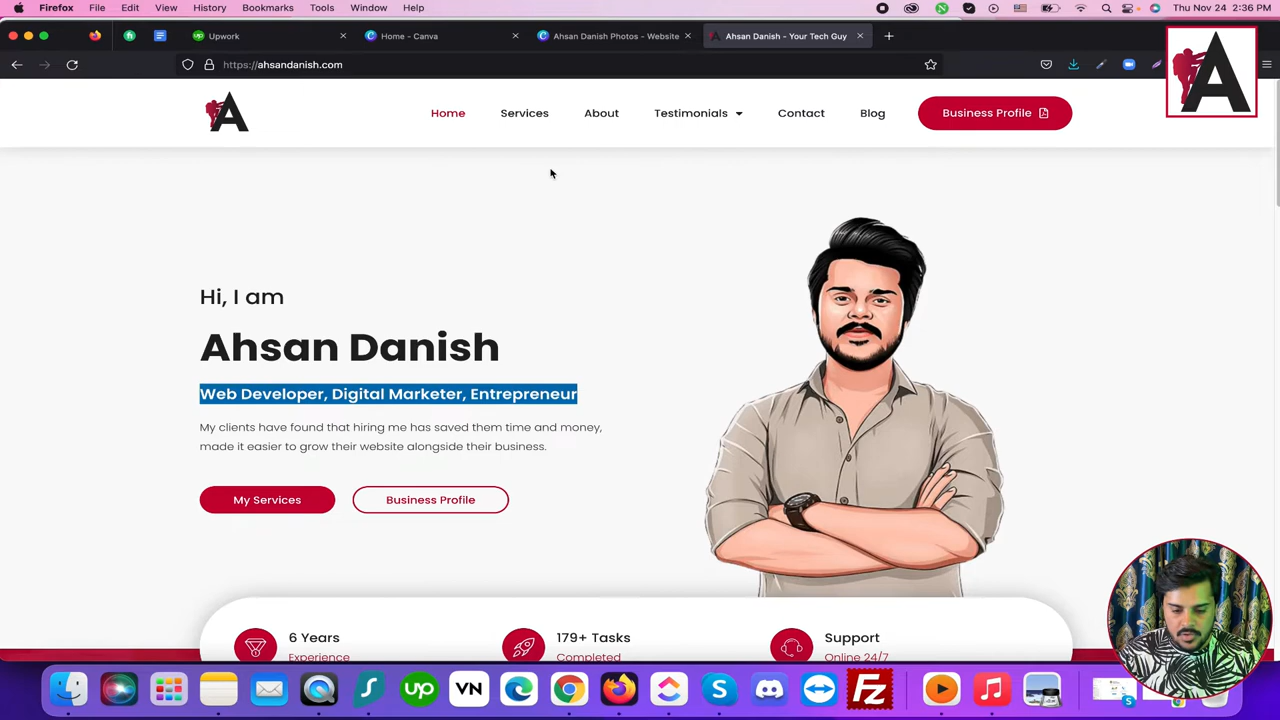 Firefox File Edit View History Bookmarks Tools Window Help Thu Nov 24 2:36 PM
Upwork Home - Canva Ahsan Danish Photos - Website Ahsan Danish - Your Tech Guy
https://ahsandanish.com
A Home Services About Testimonials Contact Blog Business Profile
A
Hi, I am
Ahsan Danish
Web Developer, Digital Marketer, Entrepreneur
My clients have found that hiring me has saved them time and money,
made it easier to grow their website alongside their business.
My Services Business Profile
6 Years 179+ Tasks Support
Experience Completed Online 24/7
up VN Fz